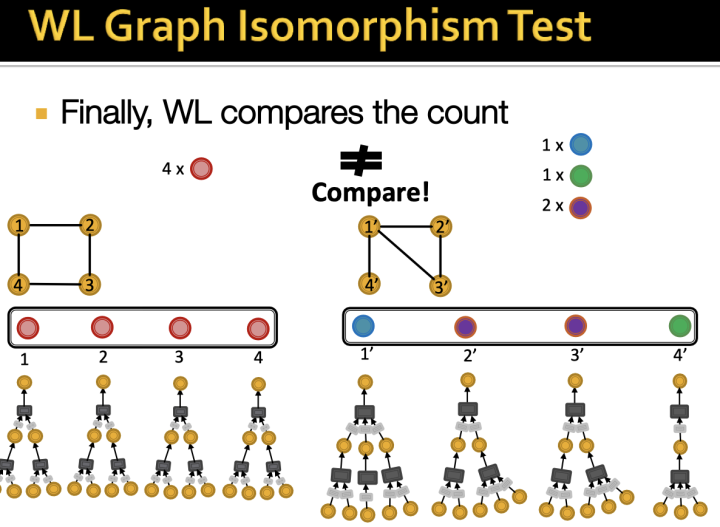 WL Graph Isomorphism Test
Finally, WL compares the count
4 x
≠
Compare!
1 x
1 x
2 x
1 2
4 3
1′ 2′
4′ 3′
1 2 3 4
1′ 2′ 3′ 4′